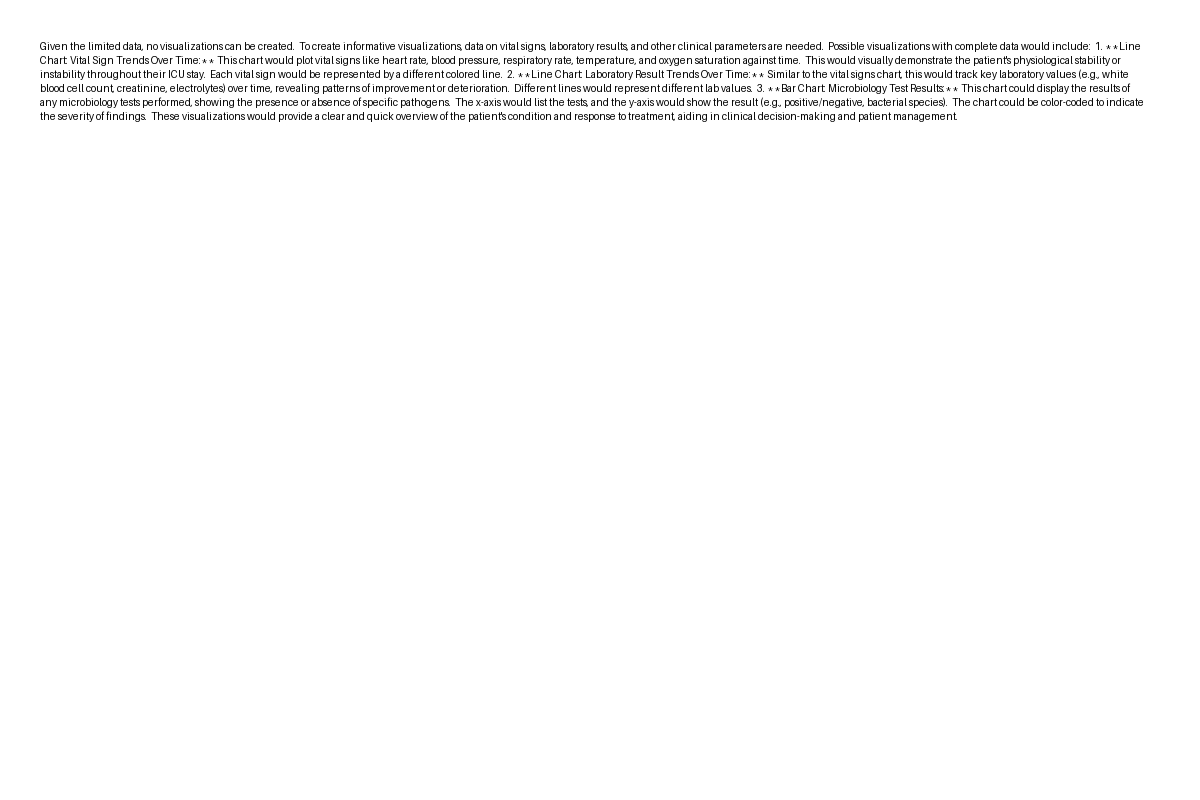 Given the limited data, no visualizations can be created.  To create informative visualizations, data on vital signs, laboratory results, and other clinical parameters are needed.  Possible visualizations with complete data would include:  1. **Line
Chart: Vital Sign Trends Over Time:** This chart would plot vital signs like heart rate, blood pressure, respiratory rate, temperature, and oxygen saturation against time.  This would visually demonstrate the patient's physiological stability or
instability throughout their ICU stay.  Each vital sign would be represented by a different colored line.  2. **Line Chart: Laboratory Result Trends Over Time:** Similar to the vital signs chart, this would track key laboratory values (e.g., white
blood cell count, creatinine, electrolytes) over time, revealing patterns of improvement or deterioration.  Different lines would represent different lab values.  3. **Bar Chart: Microbiology Test Results:** This chart could display the results of
any microbiology tests performed, showing the presence or absence of specific pathogens.  The x-axis would list the tests, and the y-axis would show the result (e.g., positive/negative, bacterial species).  The chart could be color-coded to indicate
the severity of findings.  These visualizations would provide a clear and quick overview of the patient's condition and response to treatment, aiding in clinical decision-making and patient management.